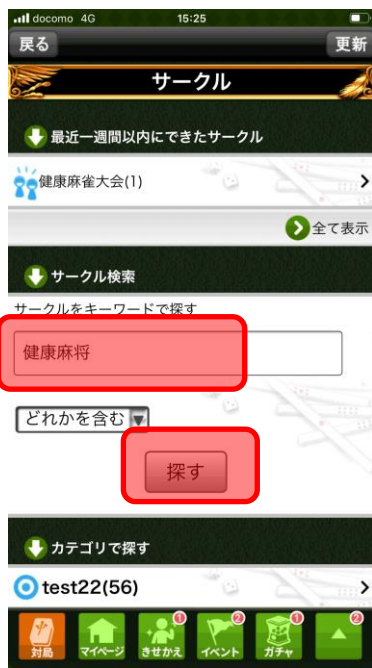 docomo 4G 15:25
戻る 更新
サークル
最近一週間以内にできたサークル
健康麻雀大会(1)
全て表示
サークル検索
サークルをキーワードで探す
健康麻将
どれかを含む
探す
カテゴリで探す
test22(56)
対局 マイページ きせかえ 1 イベント 2 ガチャ 1 2